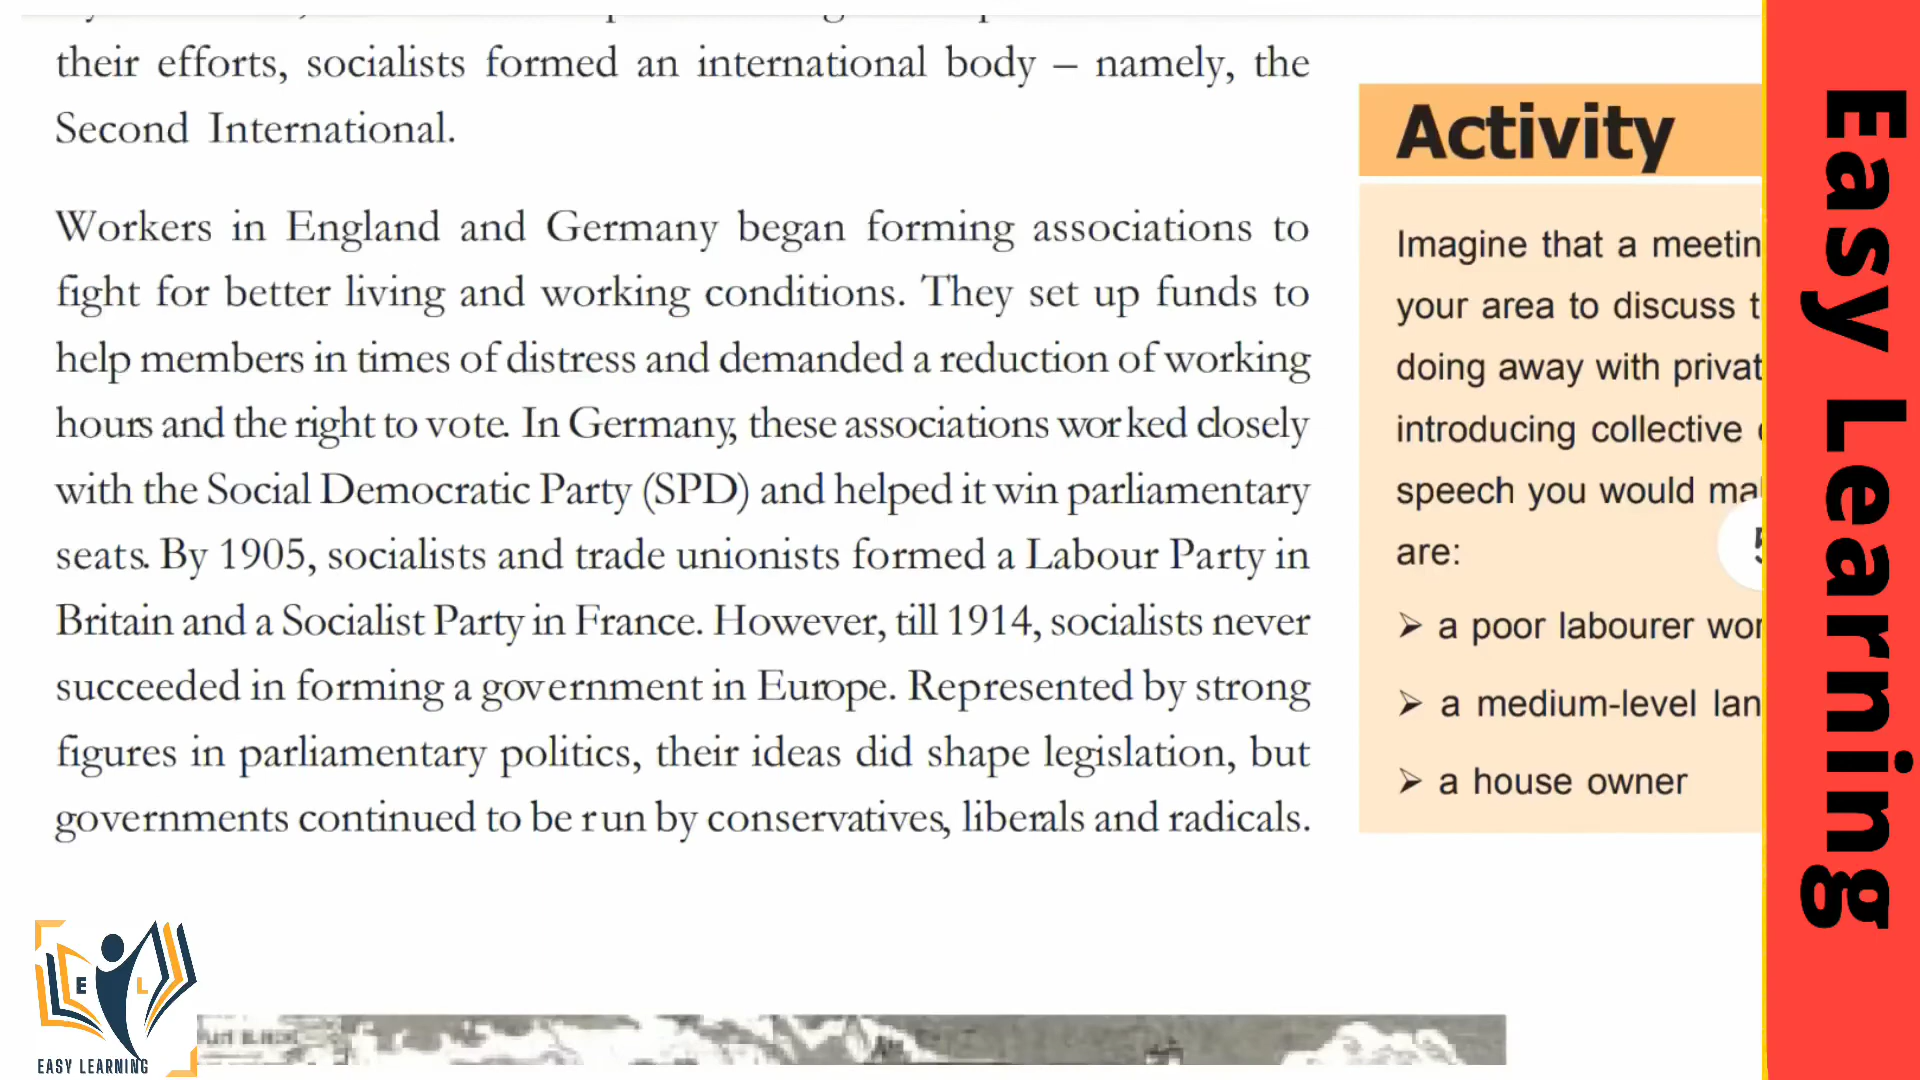 their efforts, socialists formed an international body – namely, the
Second International.
Workers in England and Germany began forming associations to
fight for better living and working conditions. They set up funds to
help members in times of distress and demanded a reduction of working
hours and the right to vote. In Germany, these associations worked closely
with the Social Democratic Party (SPD) and helped it win parliamentary
seats. By 1905, socialists and trade unionists formed a Labour Party in
Britain and a Socialist Party in France. However, till 1914, socialists never
succeeded in forming a government in Europe. Represented by strong
figures in parliamentary politics, their ideas did shape legislation, but
governments continued to be run by conservatives, liberals and radicals.
Activity
Imagine that a meetin
your area to discuss t
doing away with privat
introducing collective
speech you would ma
are:
➢ a poor labourer wor
➢ a medium-level lan
➢ a house owner
Easy Learning
E L
EASY LEARNING